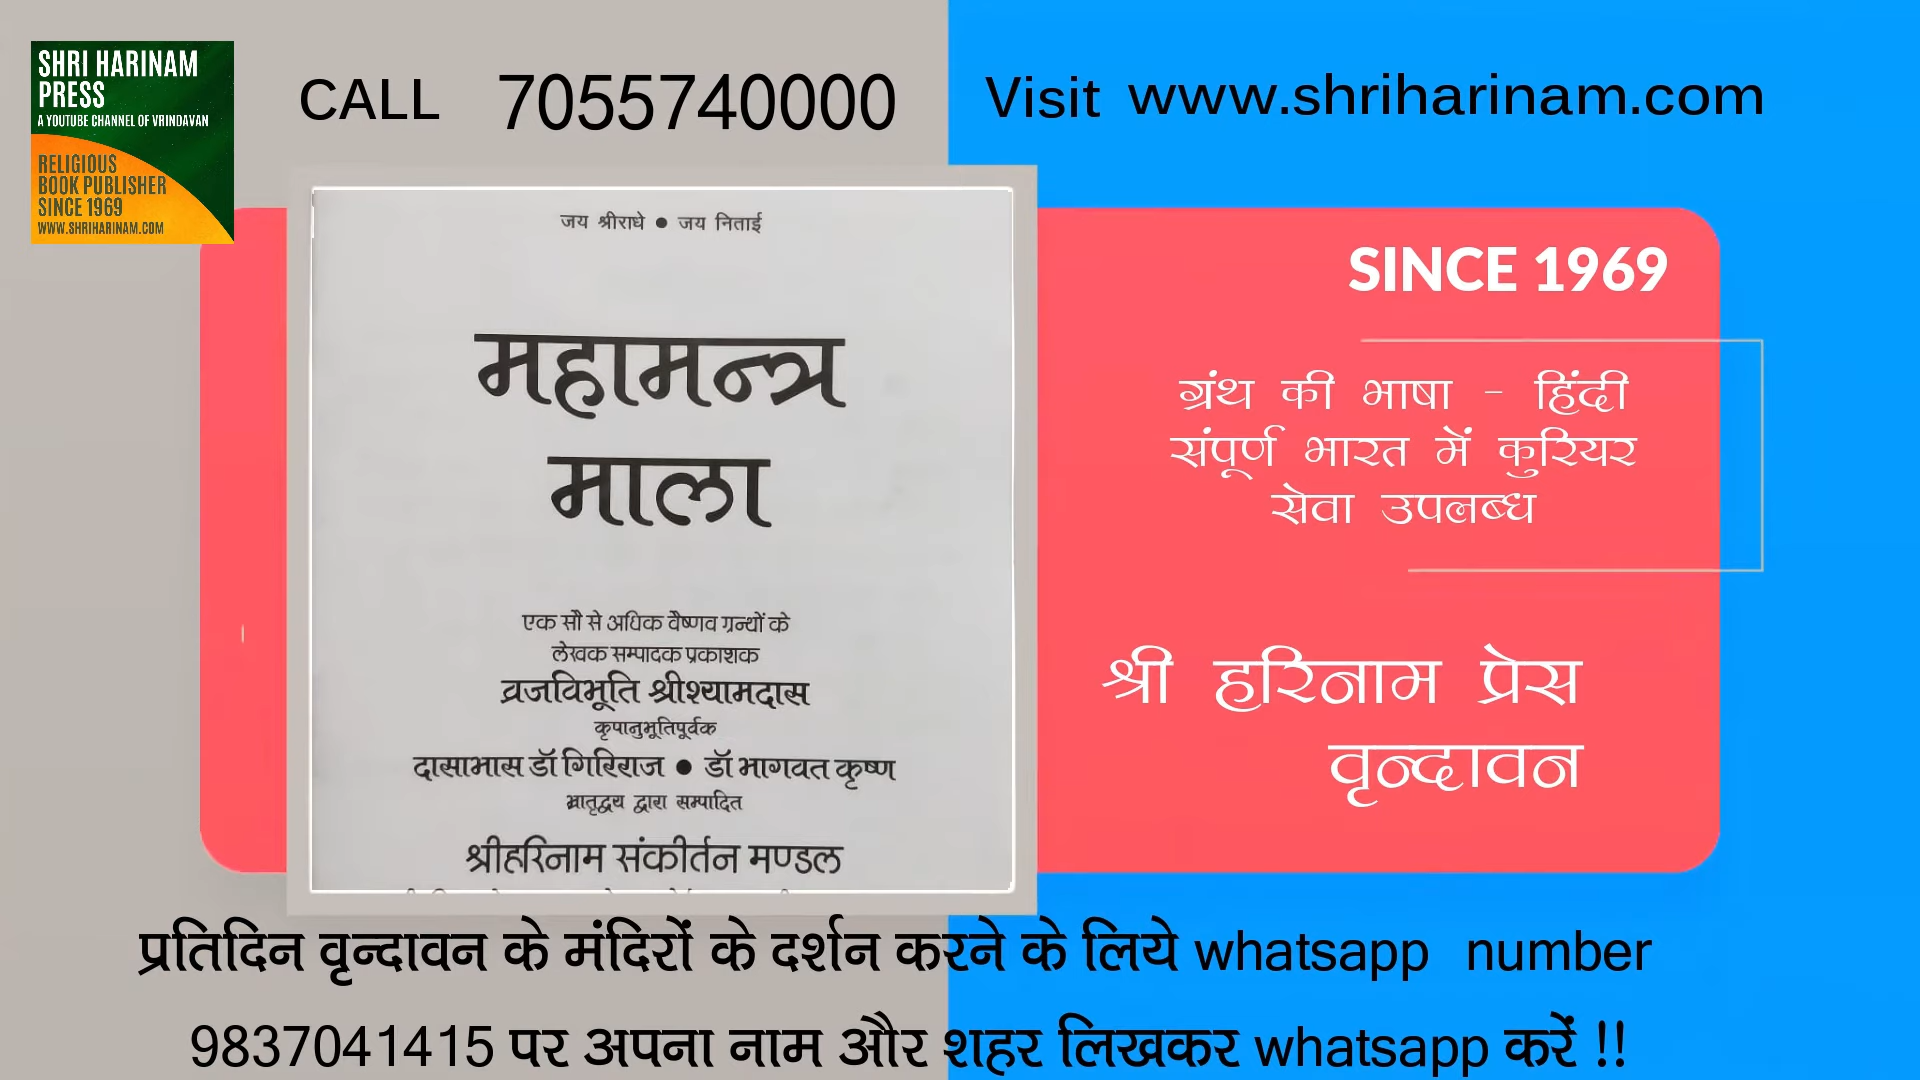 SHRI HARINAM
PRESS
A YOUTUBE CHANNEL OF VRINDAVAN
RELIGIOUS
BOOK PUBLISHER
SINCE 1969
WWW.SHRIHARINAM.COM
CALL 7055740000
Visit www.shriharinam.com
जय श्रीराधे ● जय निताई
महामन्त्र
माला
एक सौ से अधिक वैष्णव ग्रन्थों के
लेखक सम्पादक प्रकाशक
व्रजविभूति श्रीश्यामदास
कृपानुभूतिपूर्वक
दासाभास डॉ गिरिराज ● डॉ भागवत कृष्ण
भ्रातृद्वय द्वारा सम्पादित
श्रीहरिनाम संकीर्तन मण्डल
SINCE 1969
ग्रंथ की भाषा - हिंदी
संपूर्ण भारत में कुरियर
सेवा उपलब्ध
श्री हरिनाम प्रेस
वृन्दावन
प्रतिदिन वृन्दावन के मंदिरों के दर्शन करने के लिये whatsapp number
9837041415 पर अपना नाम और शहर लिखकर whatsapp करें !!